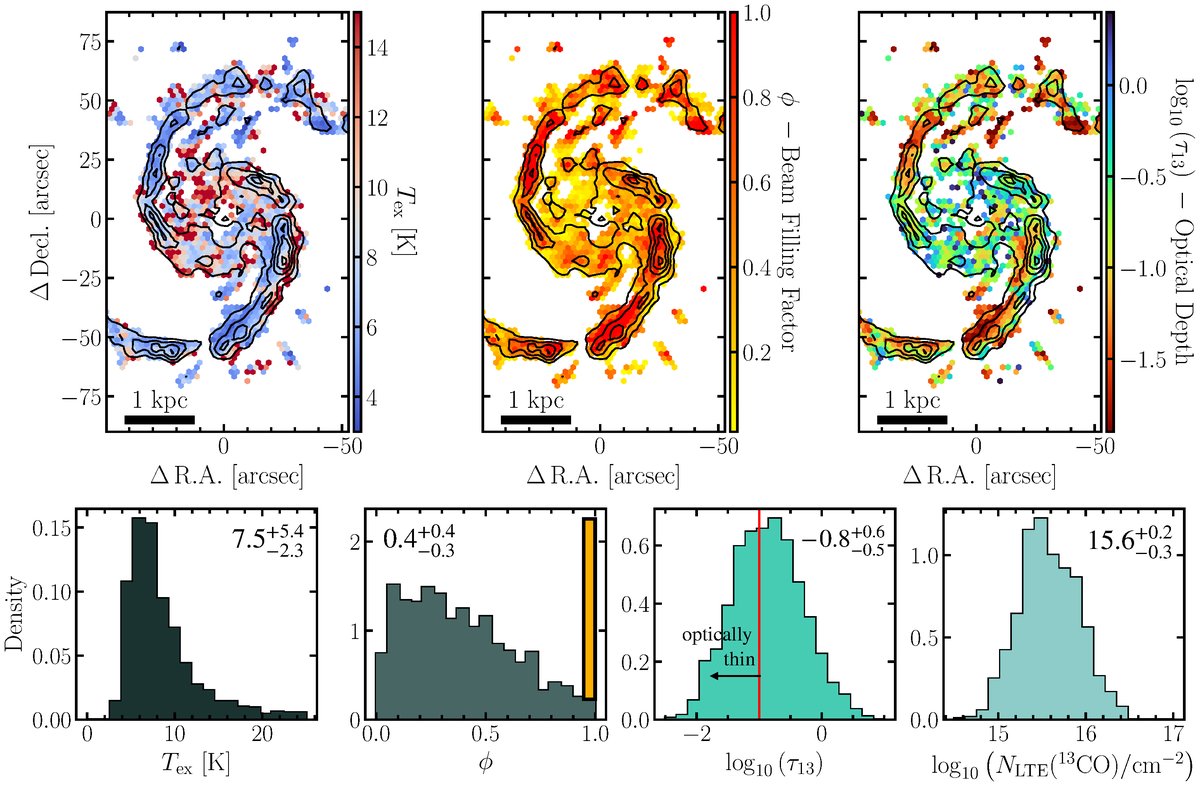 75
50
25
0
−25
−50
−75
Δ Decl. [arcsec]
1 kpc
0
−50
Δ R.A. [arcsec]
14
12
10
8
6
4
T_ex [K]
1 kpc
0
−50
Δ R.A. [arcsec]
1.0
0.8
0.6
0.4
0.2
ϕ − Beam Filling Factor
1 kpc
0
−50
Δ R.A. [arcsec]
0.0
−0.5
−1.0
−1.5
log₁₀ (τ₁₃) − Optical Depth
0.15
0.10
0.05
0.00
Density
7.5 +5.4 −2.3
0
10
20
T_ex [K]
2
1
0
0.4 +0.4 −0.3
0.0
0.5
1.0
ϕ
0.6
0.4
0.2
0.0
−0.8 +0.6 −0.5
optically
thin
−2
0
log₁₀ (τ₁₃)
1.0
0.5
0.0
15.6 +0.2 −0.3
15
16
17
log₁₀ (N_LTE(¹³CO)/cm⁻²)